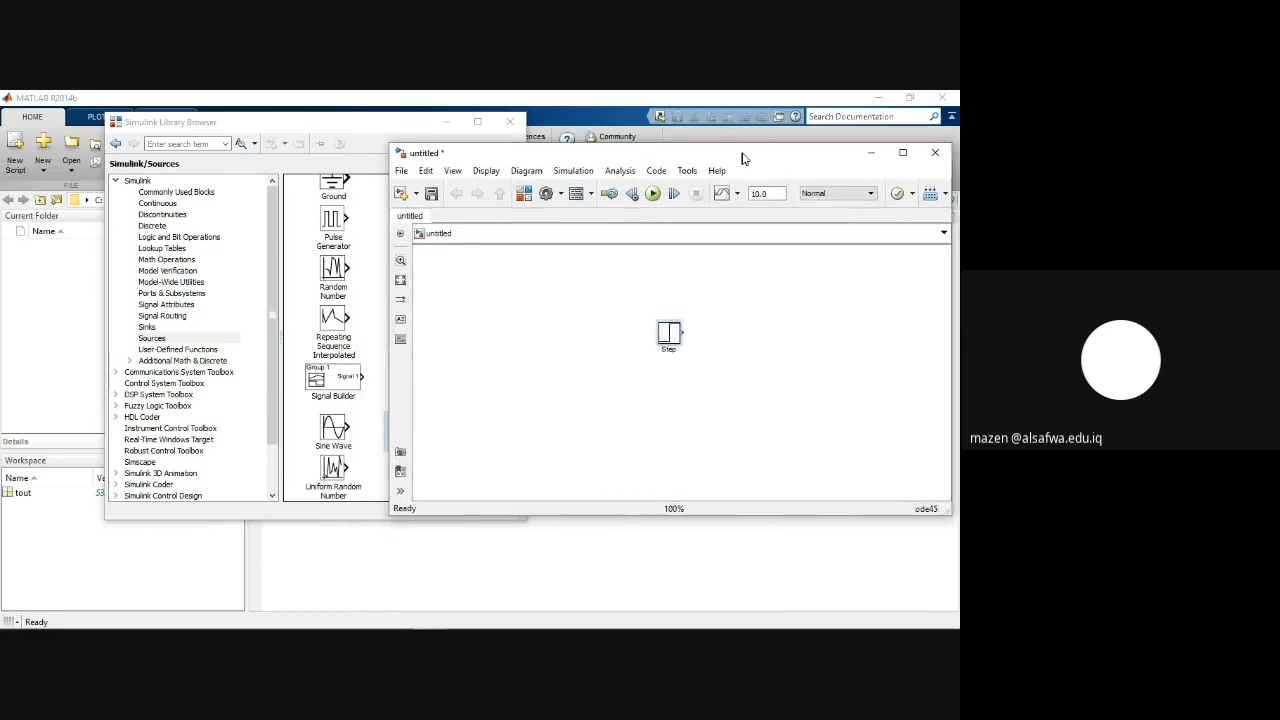 MATLAB R2014b
HOME
PLOT
Search Documentation
New
Script
New
Open
FILE
Community
Simulink Library Browser
Enter search term
Simulink/Sources
Simulink
Commonly Used Blocks
Continuous
Discontinuities
Discrete
Logic and Bit Operations
Lookup Tables
Math Operations
Model Verification
Model-Wide Utilities
Ports & Subsystems
Signal Attributes
Signal Routing
Sinks
Sources
User-Defined Functions
Additional Math & Discrete
Communications System Toolbox
Control System Toolbox
DSP System Toolbox
Fuzzy Logic Toolbox
HDL Coder
Instrument Control Toolbox
Real-Time Windows Target
Robust Control Toolbox
Simscape
Simulink 3D Animation
Simulink Coder
Simulink Control Design
Ground
Pulse
Generator
Random
Number
Repeating
Sequence
Interpolated
Group 1
Signal 1
Signal Builder
Sine Wave
Uniform Random
Number
untitled *
File Edit View Display Diagram Simulation Analysis Code Tools Help
10.0
Normal
untitled
untitled
Step
Ready
100%
ode45
Current Folder
Name
Details
Workspace
Name
tout
Ready
mazen @alsafwa.edu.iq